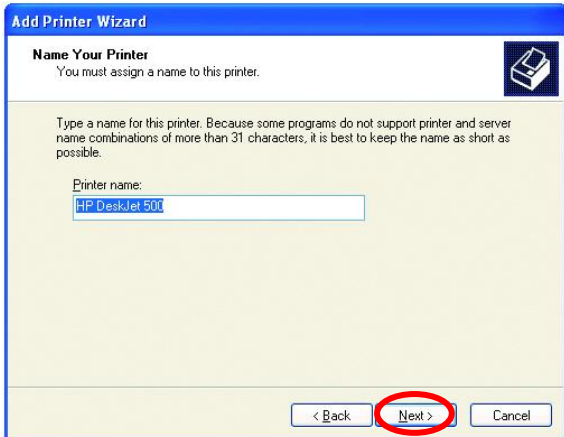 Add Printer Wizard
Name Your Printer
You must assign a name to this printer.
Type a name for this printer. Because some programs do not support printer and server
name combinations of more than 31 characters, it is best to keep the name as short as
possible.
Printer name:
HP DeskJet 500
< Back Next > Cancel